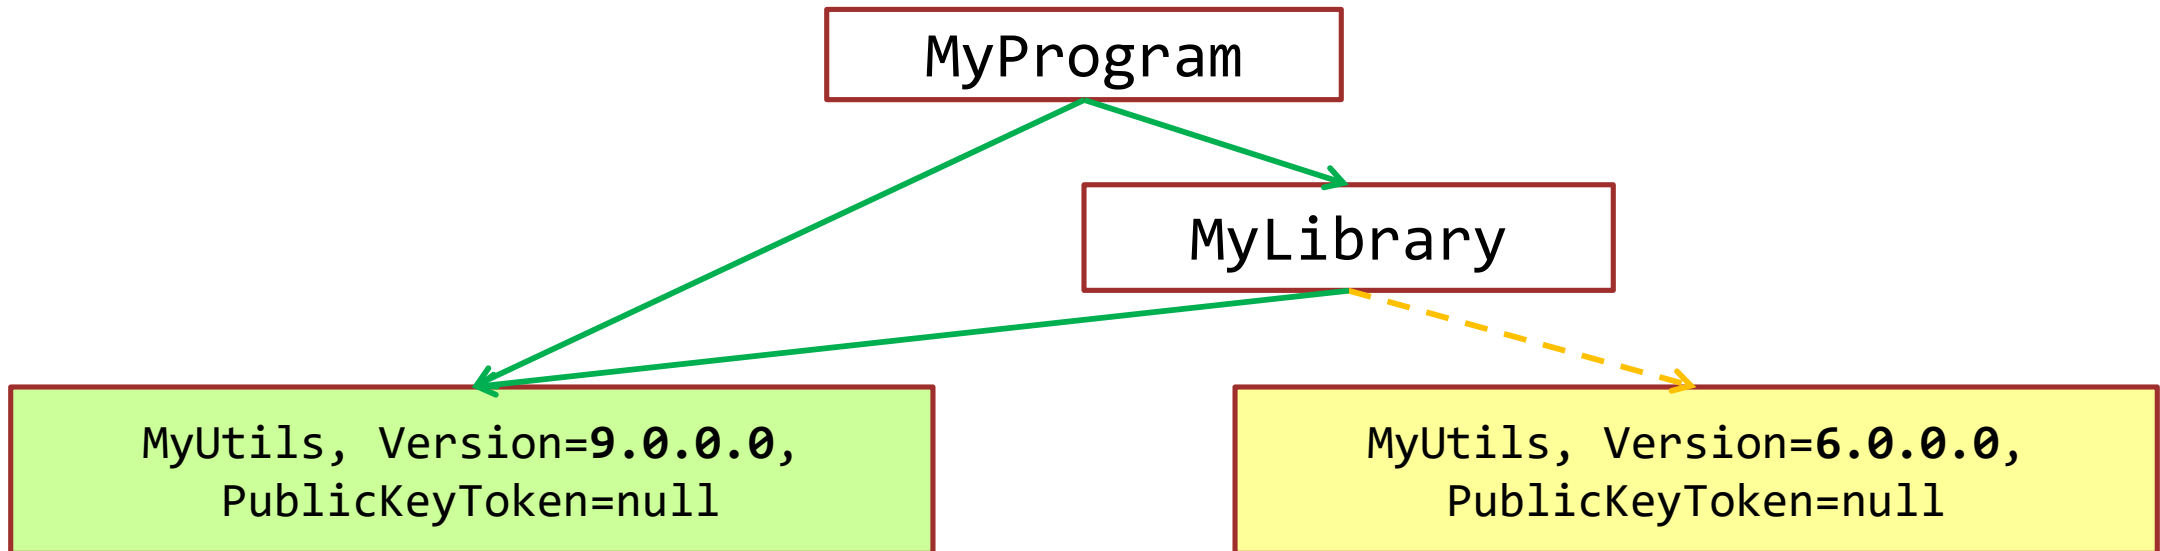 MyProgram
MyLibrary
MyUtils, Version=9.0.0.0,
PublicKeyToken=null
MyUtils, Version=6.0.0.0,
PublicKeyToken=null